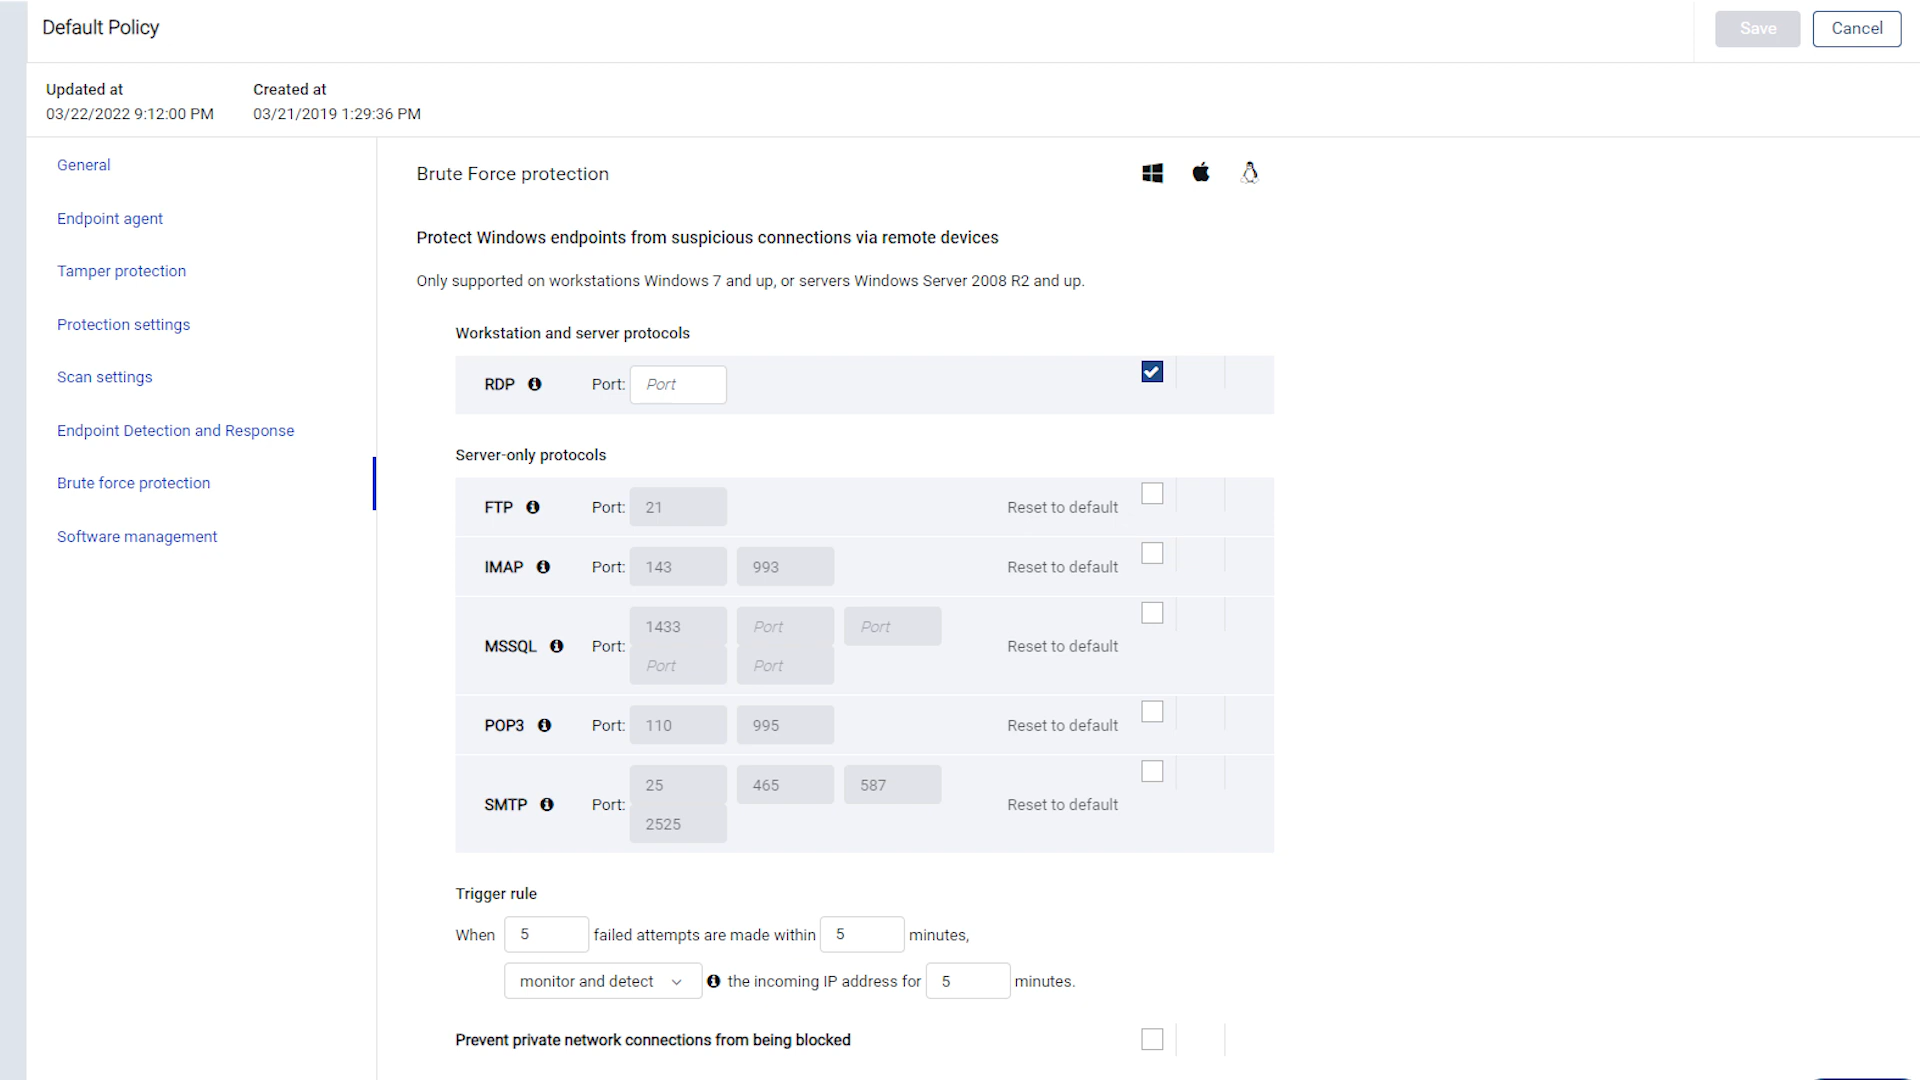 Default Policy
Save
Cancel
Updated at
Created at
03/22/2022 9:12:00 PM
03/21/2019 1:29:36 PM
General
Endpoint agent
Tamper protection
Protection settings
Scan settings
Endpoint Detection and Response
Brute force protection
Software management
Brute Force protection
Protect Windows endpoints from suspicious connections via remote devices
Only supported on workstations Windows 7 and up, or servers Windows Server 2008 R2 and up.
Workstation and server protocols
RDP Port: Port
Server-only protocols
FTP Port: 21 Reset to default
IMAP Port: 143 993 Reset to default
1433 Port Port
MSSQL Port: Reset to default
Port Port
POP3 Port: 110 995 Reset to default
25 465 587
SMTP Port: Reset to default
2525
Trigger rule
When 5 failed attempts are made within 5 minutes,
monitor and detect the incoming IP address for 5 minutes.
Prevent private network connections from being blocked